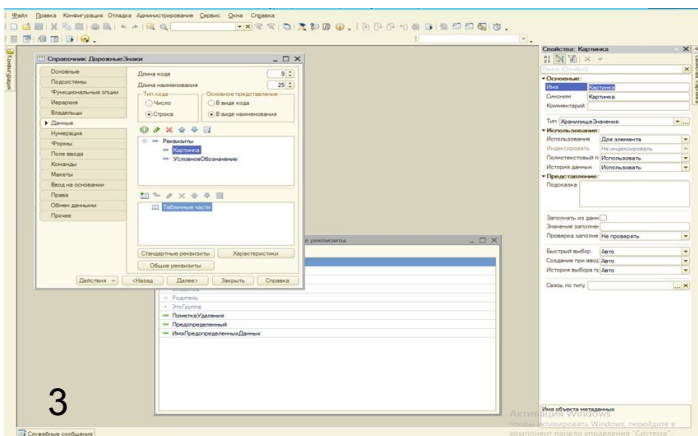 Файл Правка Конфигурация Отладка Администрирование Сервис Окна Справка
Конфигурация
Справочник ДорожныеЗнаки
Основные
Подсистемы
Функциональные опции
Иерархия
Владельцы
Данные
Нумерация
Формы
Поле ввода
Команды
Макеты
Ввод на основании
Права
Обмен данными
Прочее
Длина кода 9
Длина наименования 25
Тип кода
Число
Строка
Основное представление
В виде кода
В виде наименования
Реквизиты
Картинка
УсловноеОбозначение
Табличные части
Стандартные реквизиты Характеристики
Общие реквизиты
Действия <Назад Далее> Закрыть Справка
реквизиты
Родитель
ЭтоГруппа
ПометкаУдаления
Предопределенный
ИмяПредопределенныхДанных
3
Служебные сообщения
Свойства: Картинка
Основные:
Имя Картинка
Синоним Картинка
Комментарий
Тип ХранилищеЗначения
Использование:
Использование Для элемента
Индексировать Не индексировать
Полнотекстовый п Использовать
История данных Использовать
Представление:
Подсказка
Заполнять из данн
Значение заполнен
Проверка заполне Не проверять
Быстрый выбор Авто
Создание при ввод Авто
История выбора п Авто
Связь по типу
Имя объекта метаданных
Активация Windows
Чтобы активировать Windows, перейдите в
компонент панели управления "Система".